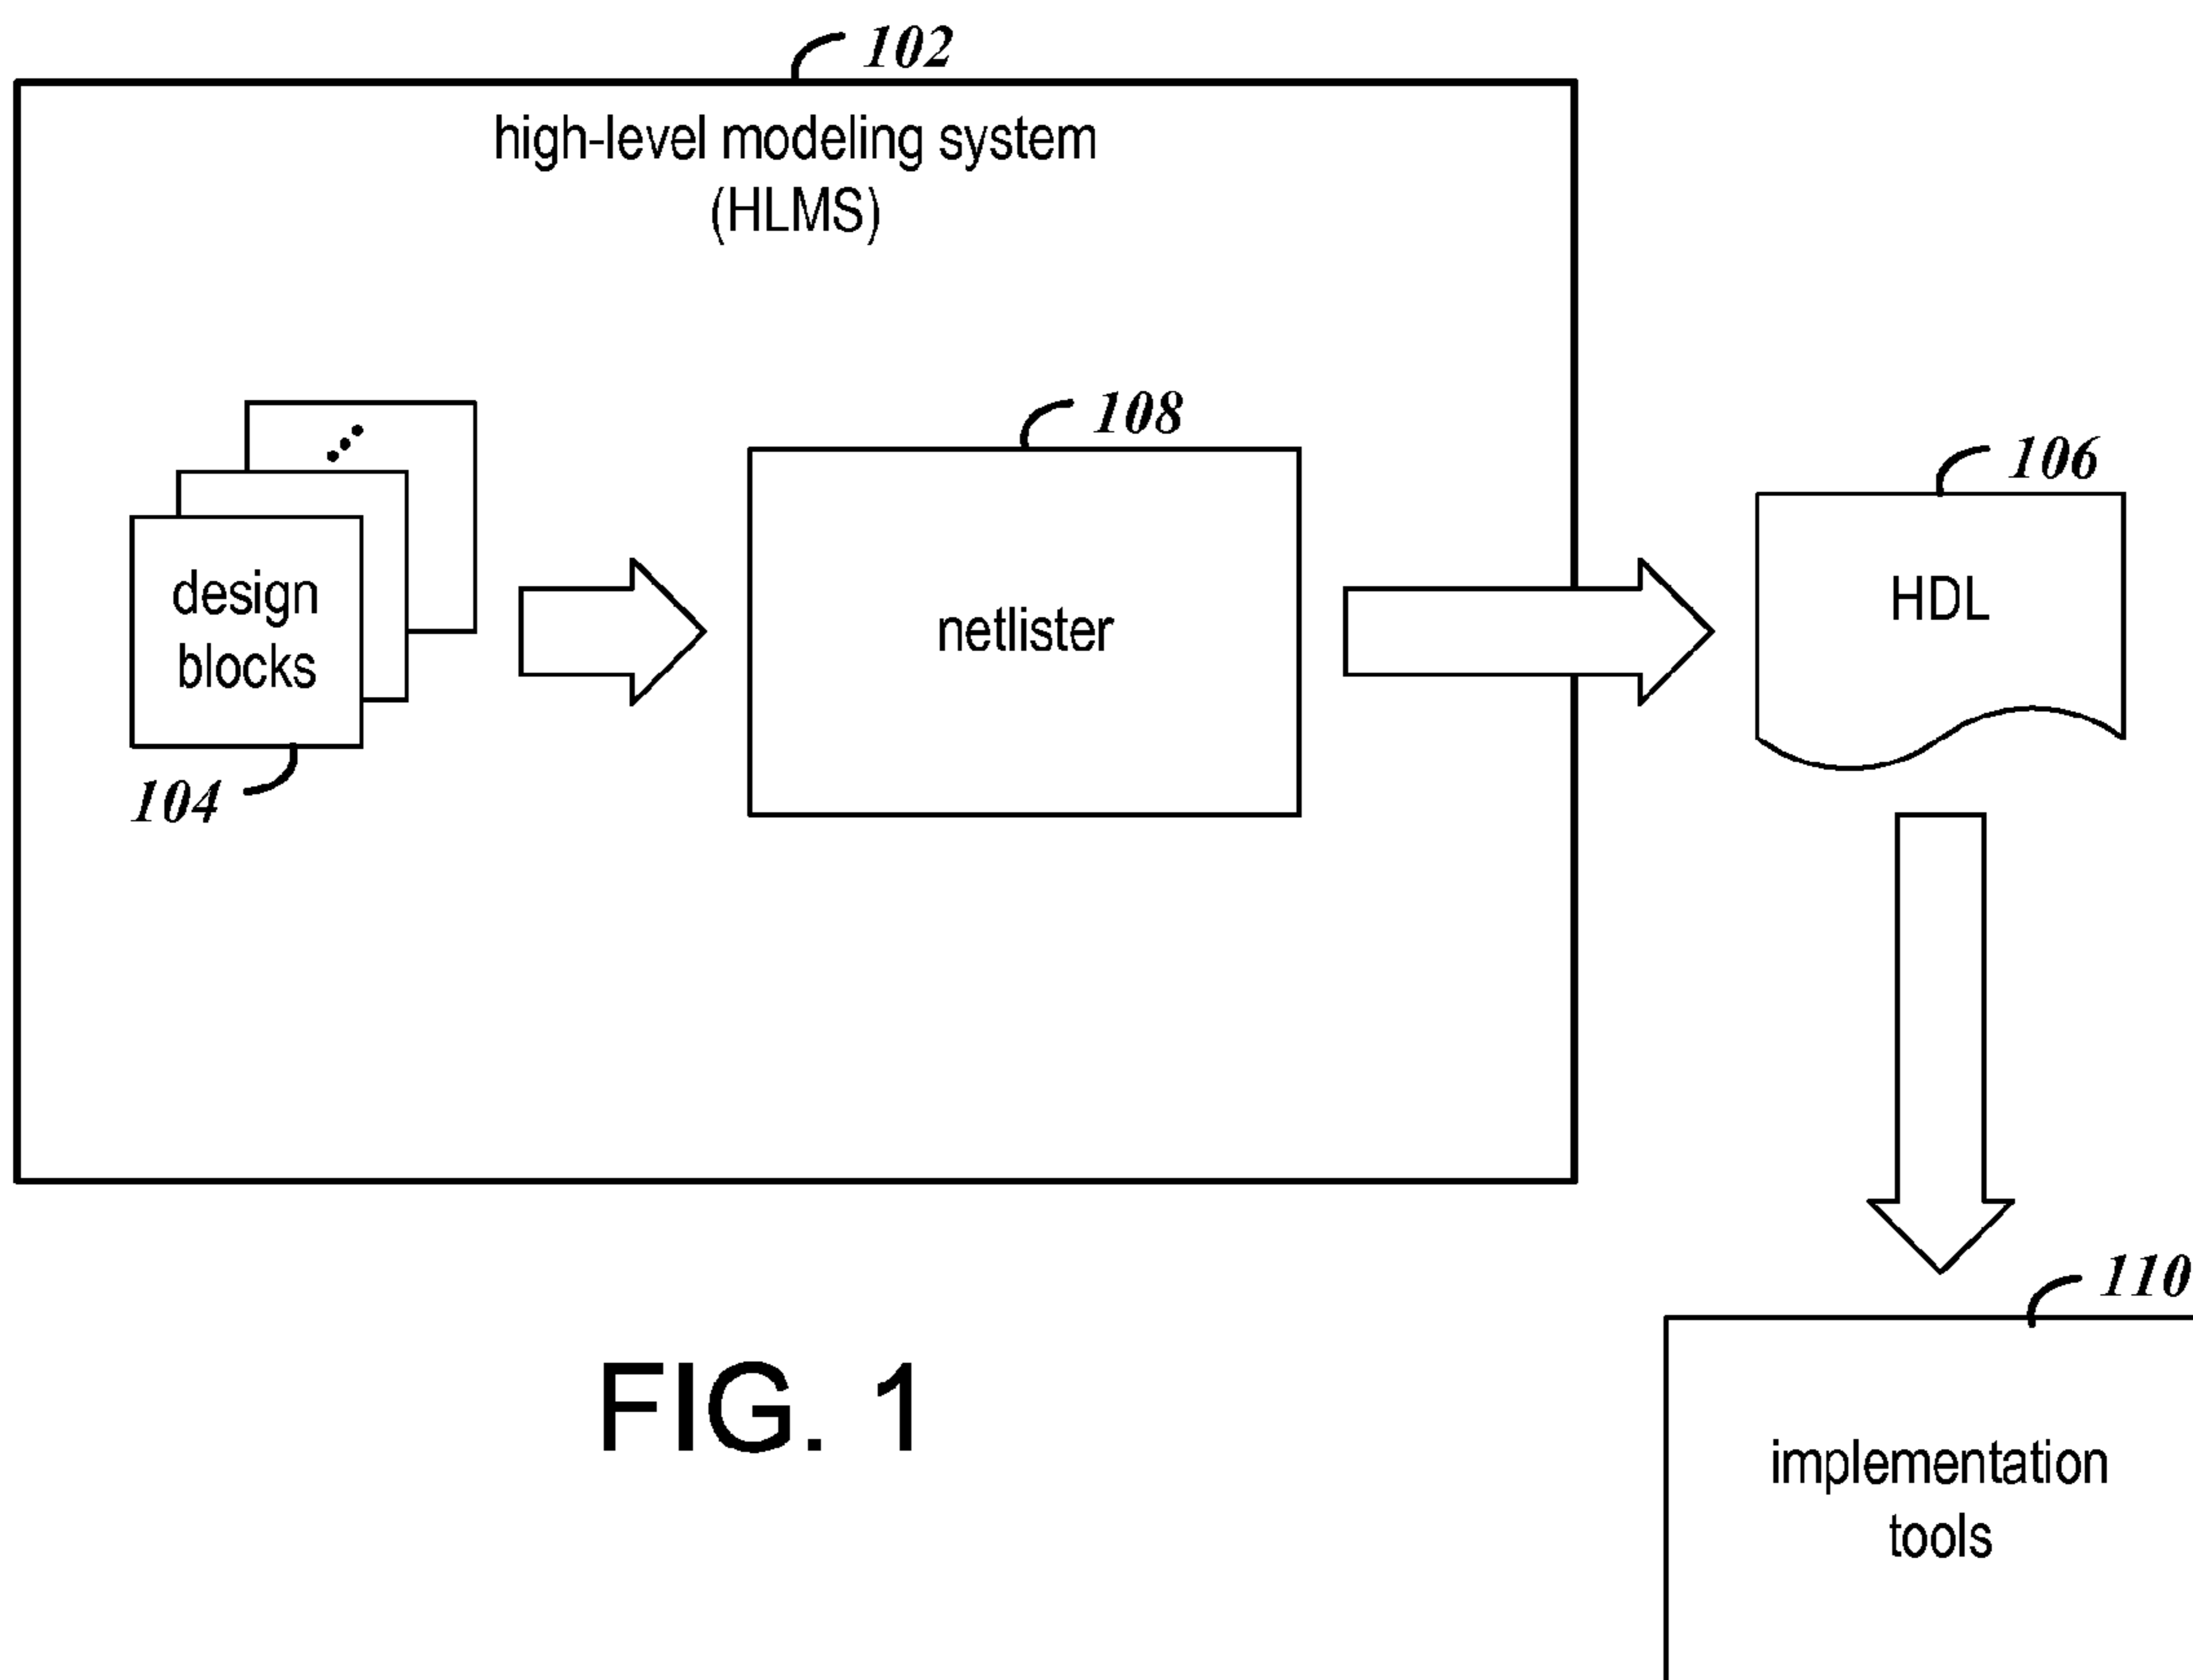 102
high-level modeling system
(HLMS)
108
106
design
blocks
netlister
HDL
104
110
FIG. 1
implementation
tools